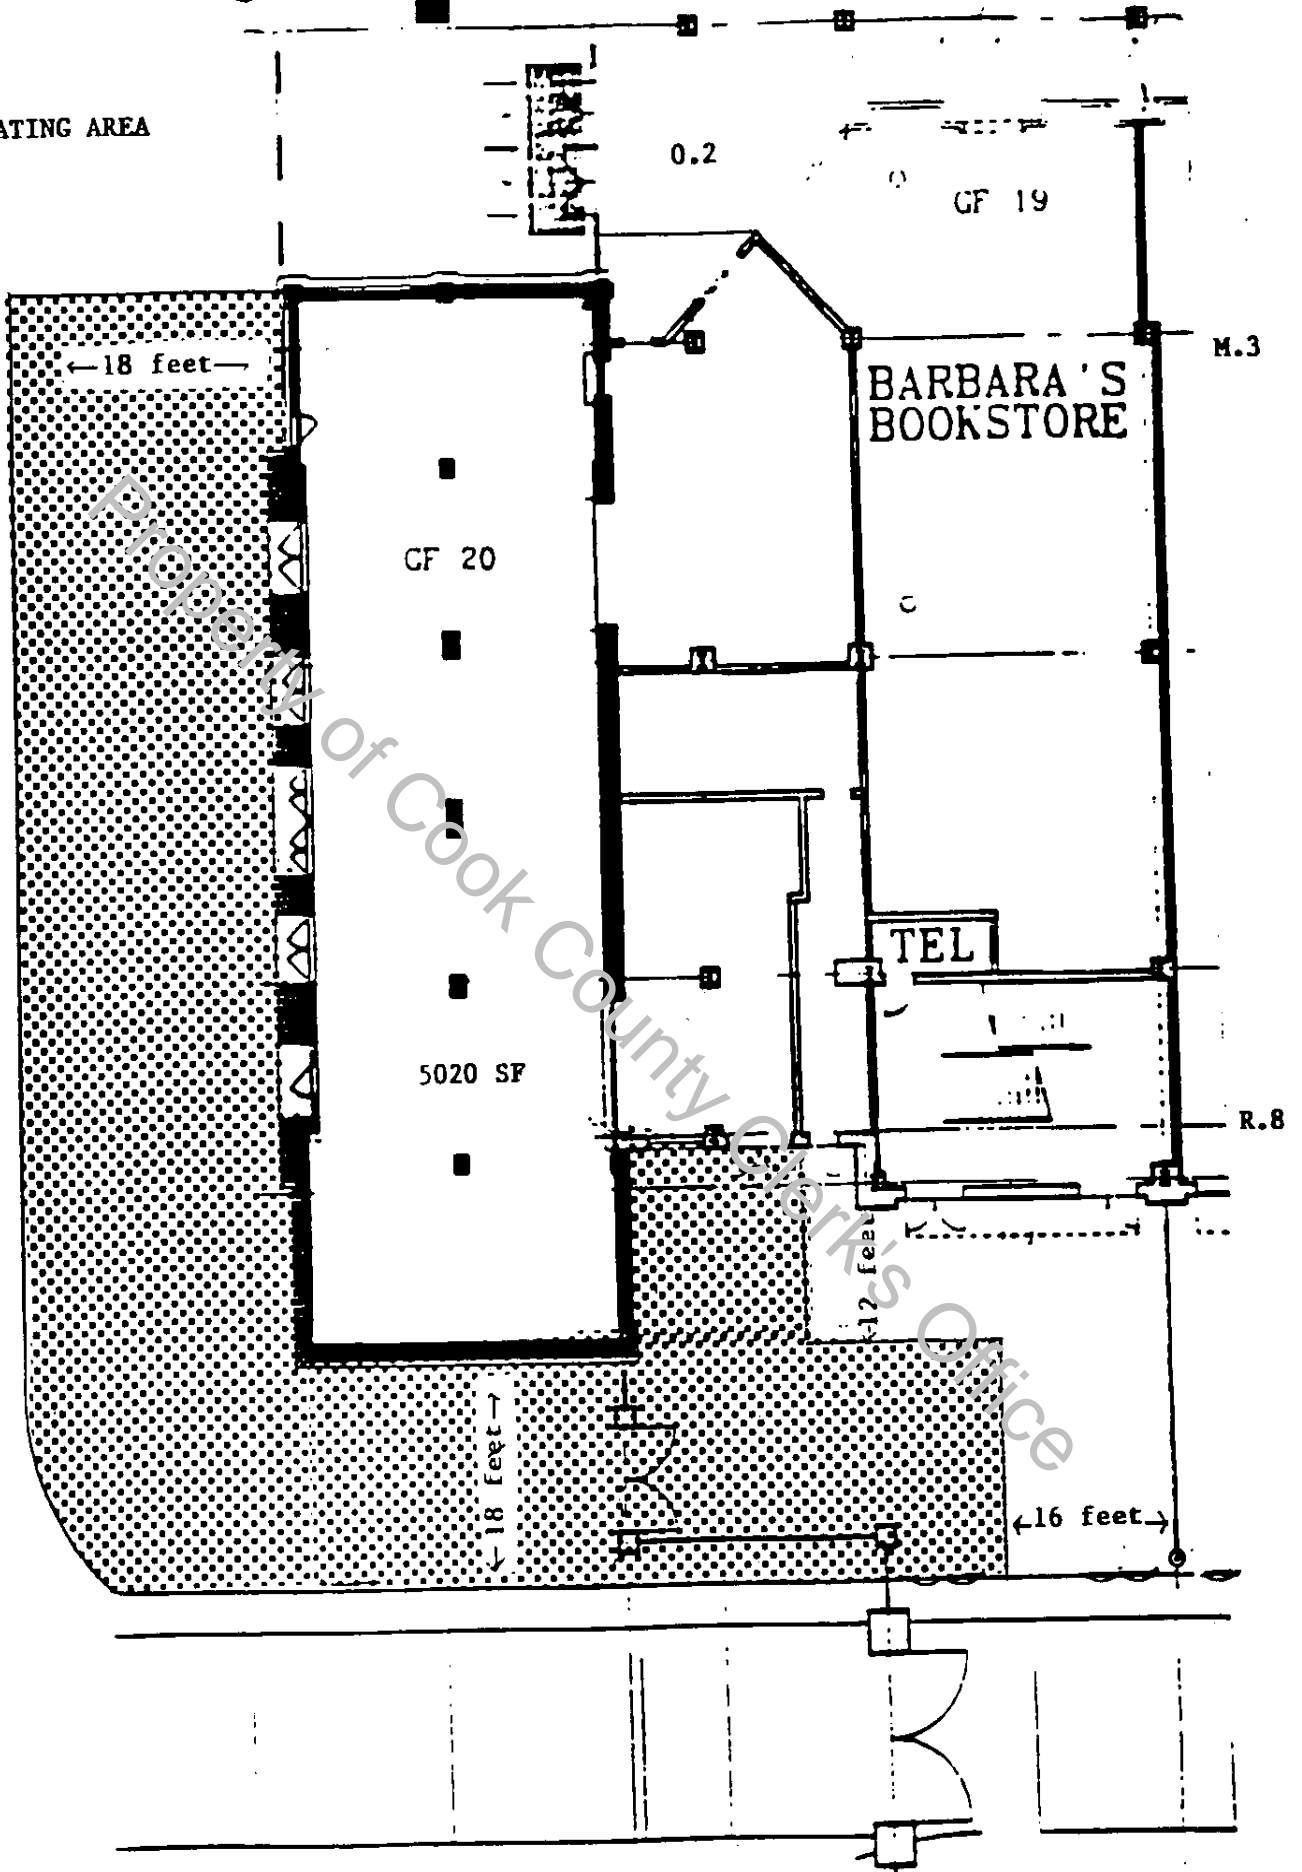 ATING AREA
0.2
GF 19
←18 feet→
M.3
BARBARA'S
BOOKSTORE
GF 20
TEL
5020 SF
R.8
←12 feet
←18 feet→
←16 feet→
Property of Cook County Clerk's Office